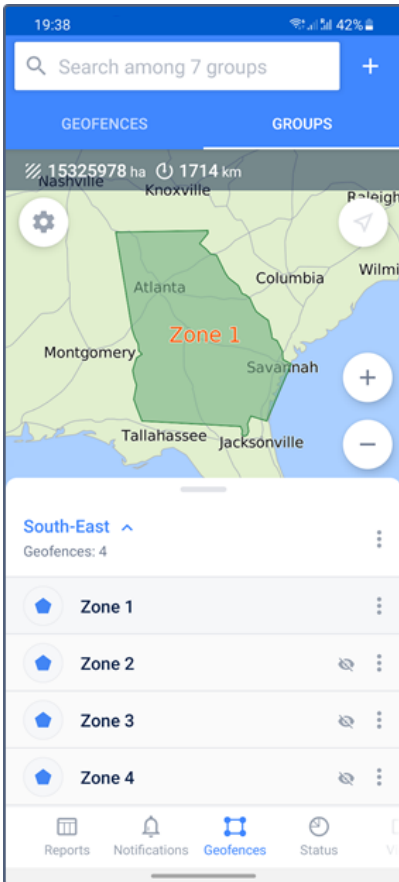 19:38 42%
Search among 7 groups
GEOFENCES GROUPS
15325978 ha 1714 km
Nashville
Knoxville
Raleigh
Atlanta
Columbia
Wilmi
Zone 1
Montgomery
Savannah
Tallahassee
Jacksonville
South-East
Geofences: 4
Zone 1
Zone 2
Zone 3
Zone 4
Reports Notifications Geofences Status